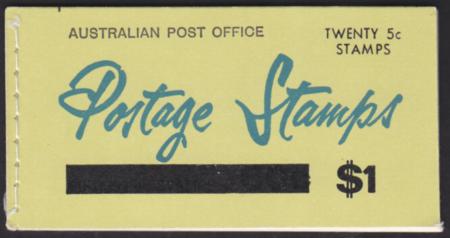 AUSTRALIAN POST OFFICE
TWENTY 5c
STAMPS
Postage Stamps
$1